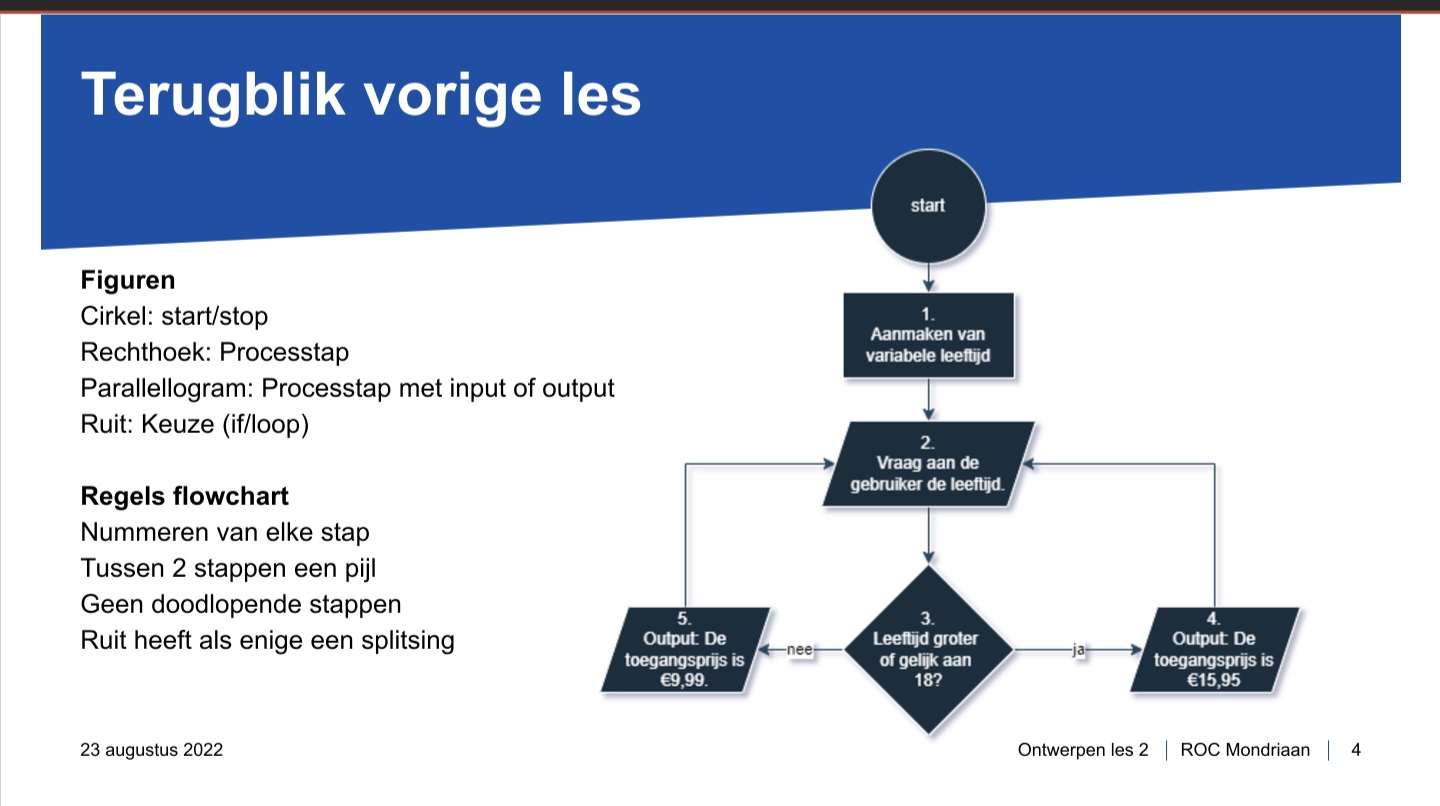 Terugblik vorige les
Figuren
Cirkel: start/stop
Rechthoek: Processtap
Parallellogram: Processtap met input of output
Ruit: Keuze (if/loop)
Regels flowchart
Nummeren van elke stap
Tussen 2 stappen een pijl
Geen doodlopende stappen
Ruit heeft als enige een splitsing
start
1.
Aanmaken van
variabele leeftijd
2.
Vraag aan de
gebruiker de leeftijd.
3.
Leeftijd groter
of gelijk aan
18?
nee
ja
5.
Output: De
toegangsprijs is
€9,99.
4.
Output: De
toegangsprijs is
€15,95
23 augustus 2022
Ontwerpen les 2
ROC Mondriaan
4